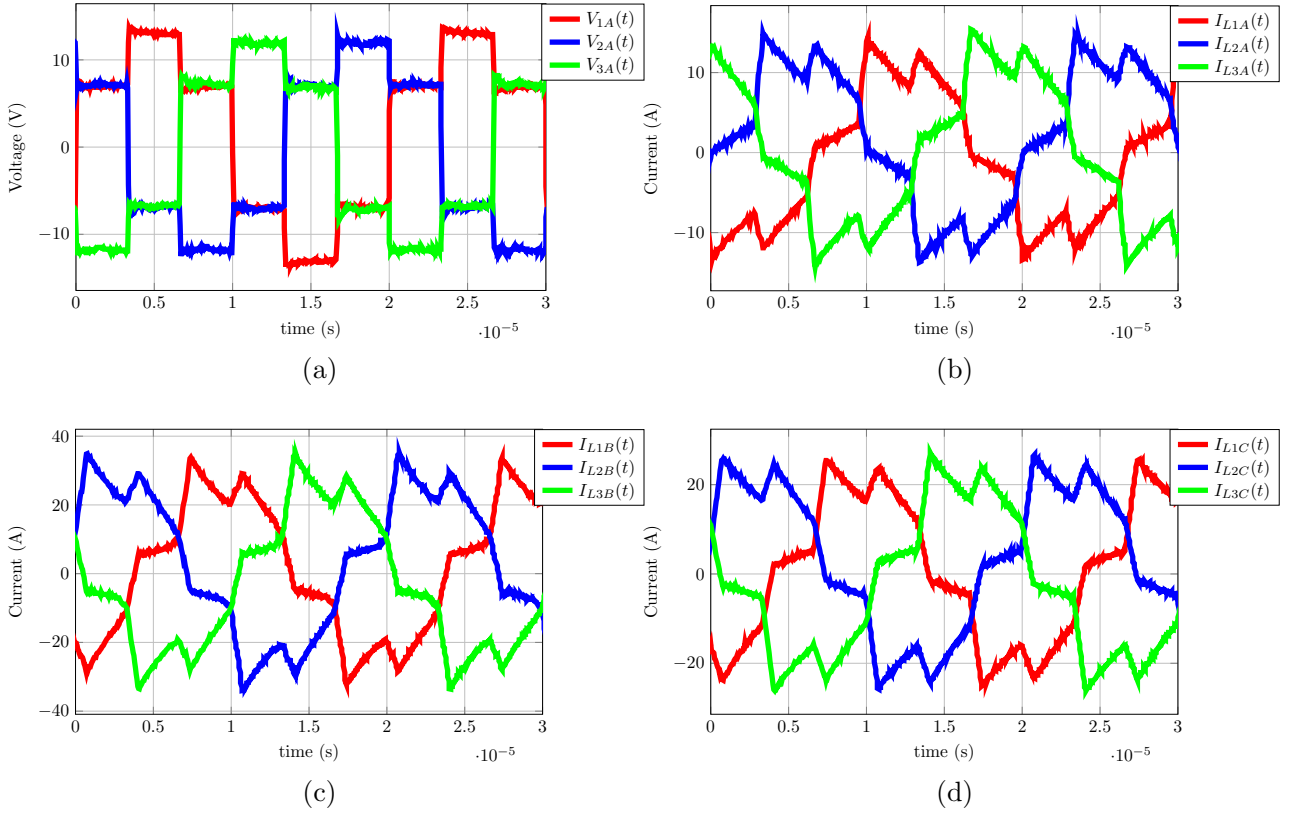 Voltage (V)
10
0
−10
V1A(t)
V2A(t)
V3A(t)
0 0.5 1 1.5 2 2.5 3
time (s)
·10−5
(a)
Current (A)
10
0
−10
IL1A(t)
IL2A(t)
IL3A(t)
0 0.5 1 1.5 2 2.5 3
time (s)
·10−5
(b)
Current (A)
40
20
0
−20
−40
IL1B(t)
IL2B(t)
IL3B(t)
0 0.5 1 1.5 2 2.5 3
time (s)
·10−5
(c)
Current (A)
20
0
−20
IL1C(t)
IL2C(t)
IL3C(t)
0 0.5 1 1.5 2 2.5 3
time (s)
·10−5
(d)